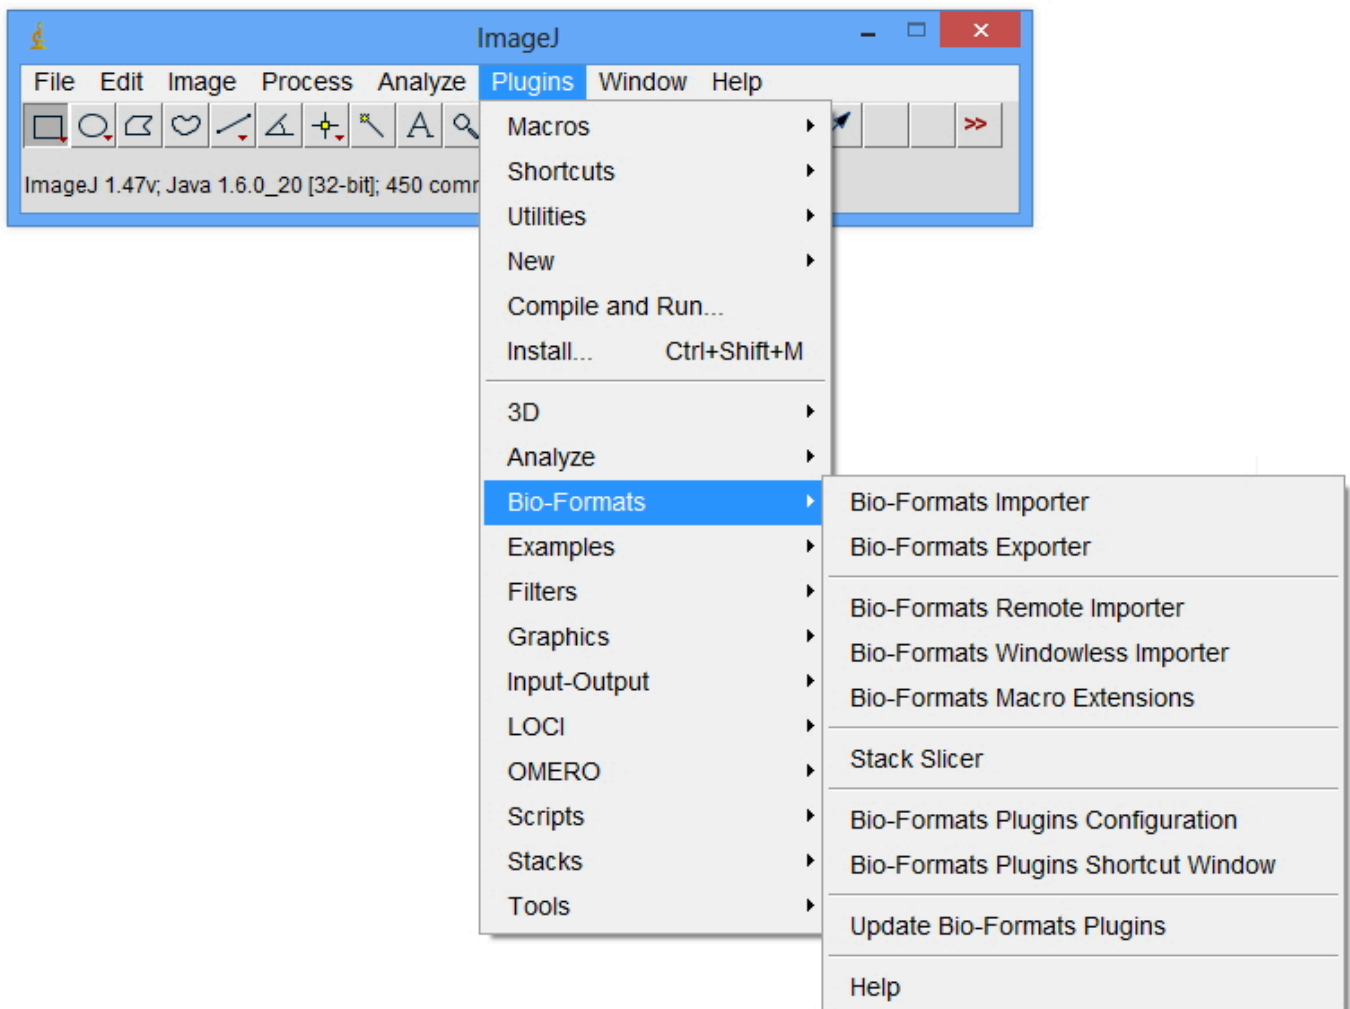 ImageJ
File Edit Image Process Analyze Plugins Window Help
A >>
ImageJ 1.47v; Java 1.6.0_20 [32-bit]; 450
Macros
Shortcuts
Utilities
New
Compile and Run...
Install... Ctrl+Shift+M
3D
Analyze
Bio-Formats
Examples
Filters
Graphics
Input-Output
LOCI
OMERO
Scripts
Stacks
Tools
Bio-Formats Importer
Bio-Formats Exporter
Bio-Formats Remote Importer
Bio-Formats Windowless Importer
Bio-Formats Macro Extensions
Stack Slicer
Bio-Formats Plugins Configuration
Bio-Formats Plugins Shortcut Window
Update Bio-Formats Plugins
Help